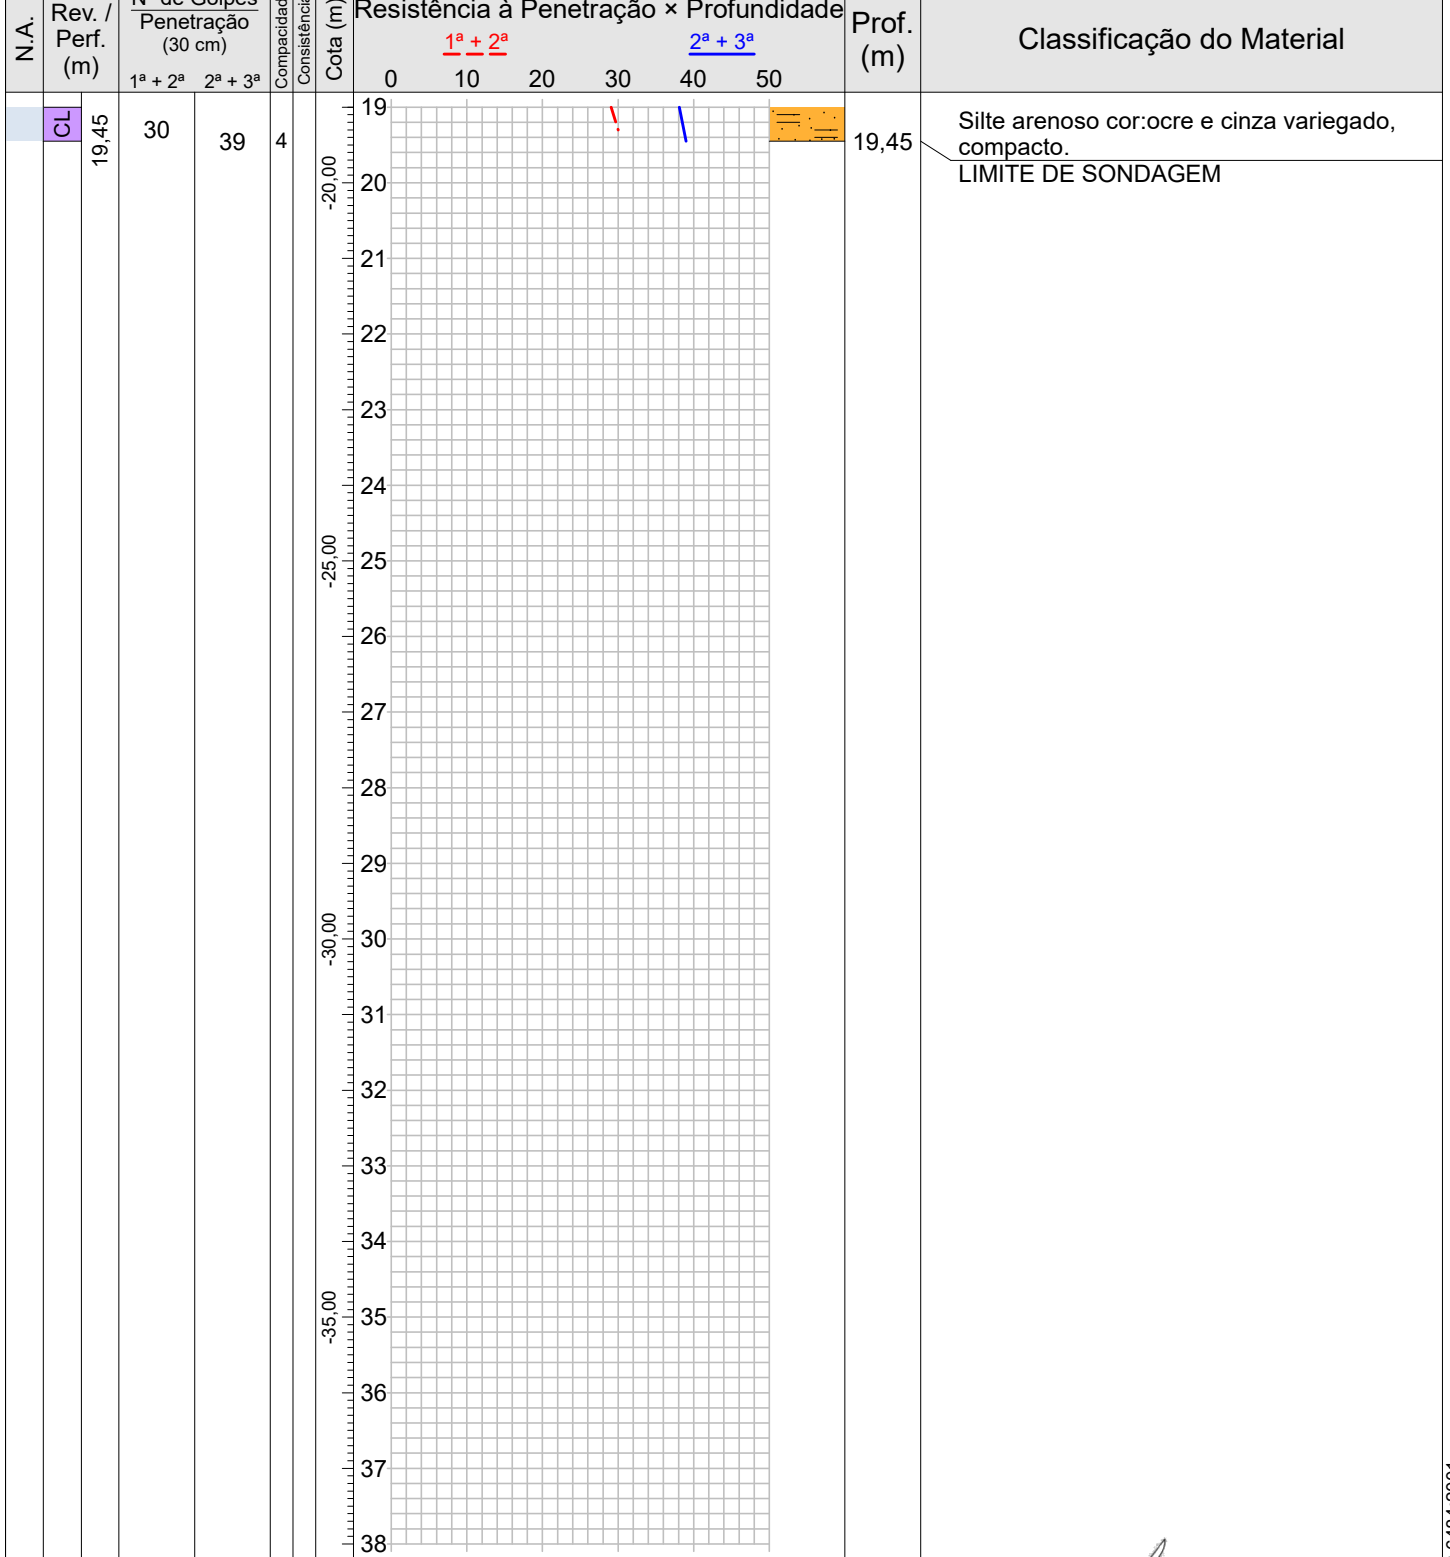 N.A.
Rev. /
Perf.
(m)
Nº de Golpes
Penetração
(30 cm)
1ª + 2ª 2ª + 3ª
Consistência
Cota (m)
Resistência à Penetração × Profundidade
1ª + 2ª 2ª + 3ª
0 10 20 30 40 50
Prof.
(m)
Classificação do Material
CL
19,45
30
39
4
19
19,45
Silte arenoso cor:ocre e cinza variegado,
compacto.
LIMITE DE SONDAGEM
-20,00
20
21
22
23
24
-25,00
25
26
27
28
29
-30,00
30
31
32
33
34
-35,00
35
36
37
38